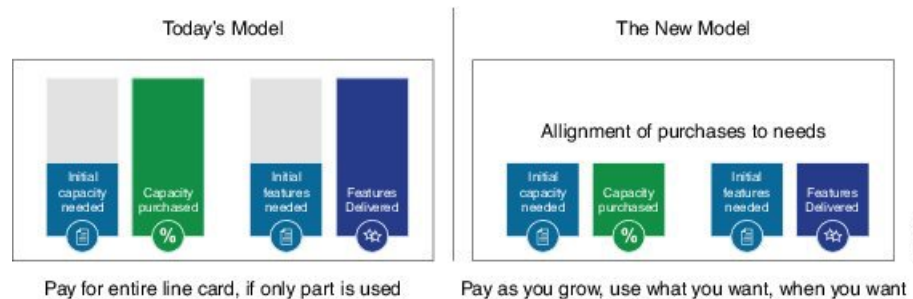 Today's Model
Initial
capacity
needed
Capacity
purchased
%
Initial
features
needed
Features
Delivered
Pay for entire line card, if only part is used
The New Model
Allignment of purchases to needs
Initial
capacity
needed
Capacity
purchased
%
Initial
features
needed
Features
Delivered
Pay as you grow, use what you want, when you want